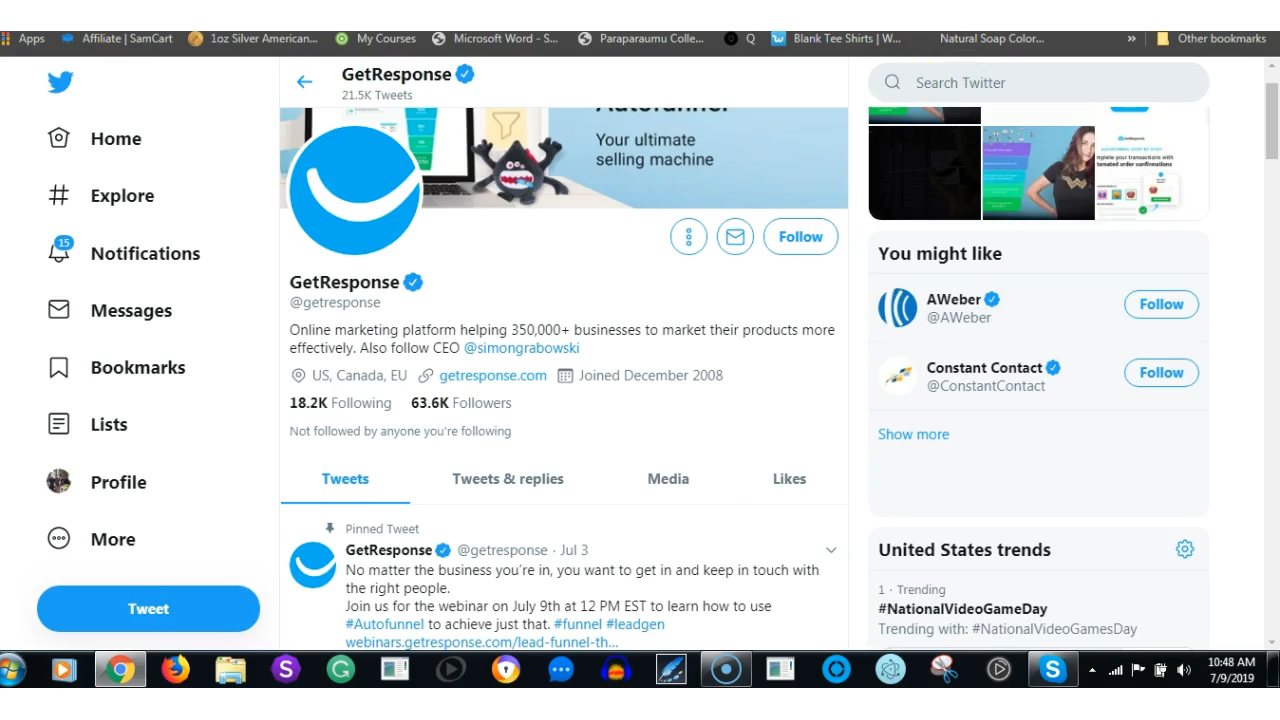 Apps
Affiliate | SamCart
1oz Silver American...
My Courses
Microsoft Word - S...
Paraparaumu Colle...
Q
Blank Tee Shirts | W...
Natural Soap Color...
»
Other bookmarks
Home
Explore
15
Notifications
Messages
Bookmarks
Lists
Profile
More
Tweet
GetResponse
21.5K Tweets
Your ultimate
selling machine
Follow
GetResponse
@getresponse
Online marketing platform helping 350,000+ businesses to market their products more
effectively. Also follow CEO @simongrabowski
US, Canada, EU
getresponse.com
Joined December 2008
18.2K Following
63.6K Followers
Not followed by anyone you're following
Tweets
Tweets & replies
Media
Likes
Pinned Tweet
GetResponse @getresponse · Jul 3
No matter the business you're in, you want to get in and keep in touch with
the right people.
Join us for the webinar on July 9th at 12 PM EST to learn how to use
#Autofunnel to achieve just that. #funnel #leadgen
webinars.getresponse.com/lead-funnel-th...
Search Twitter
You might like
AWeber
@AWeber
Follow
Constant Contact
@ConstantContact
Follow
Show more
United States trends
1 · Trending
#NationalVideoGameDay
Trending with: #NationalVideoGamesDay
10:48 AM
7/9/2019